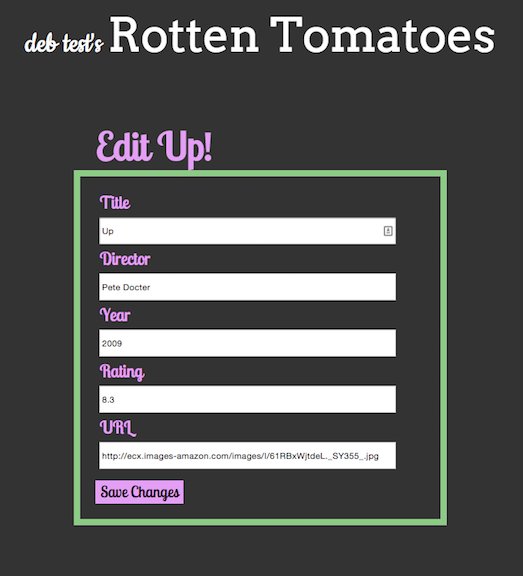 deb test's Rotten Tomatoes
Edit Up!
Title
Up
Director
Pete Docter
Year
2009
Rating
8.3
URL
http://ecx.images-amazon.com/images/I/61RBxWjtdeL._SY355_.jpg
Save Changes